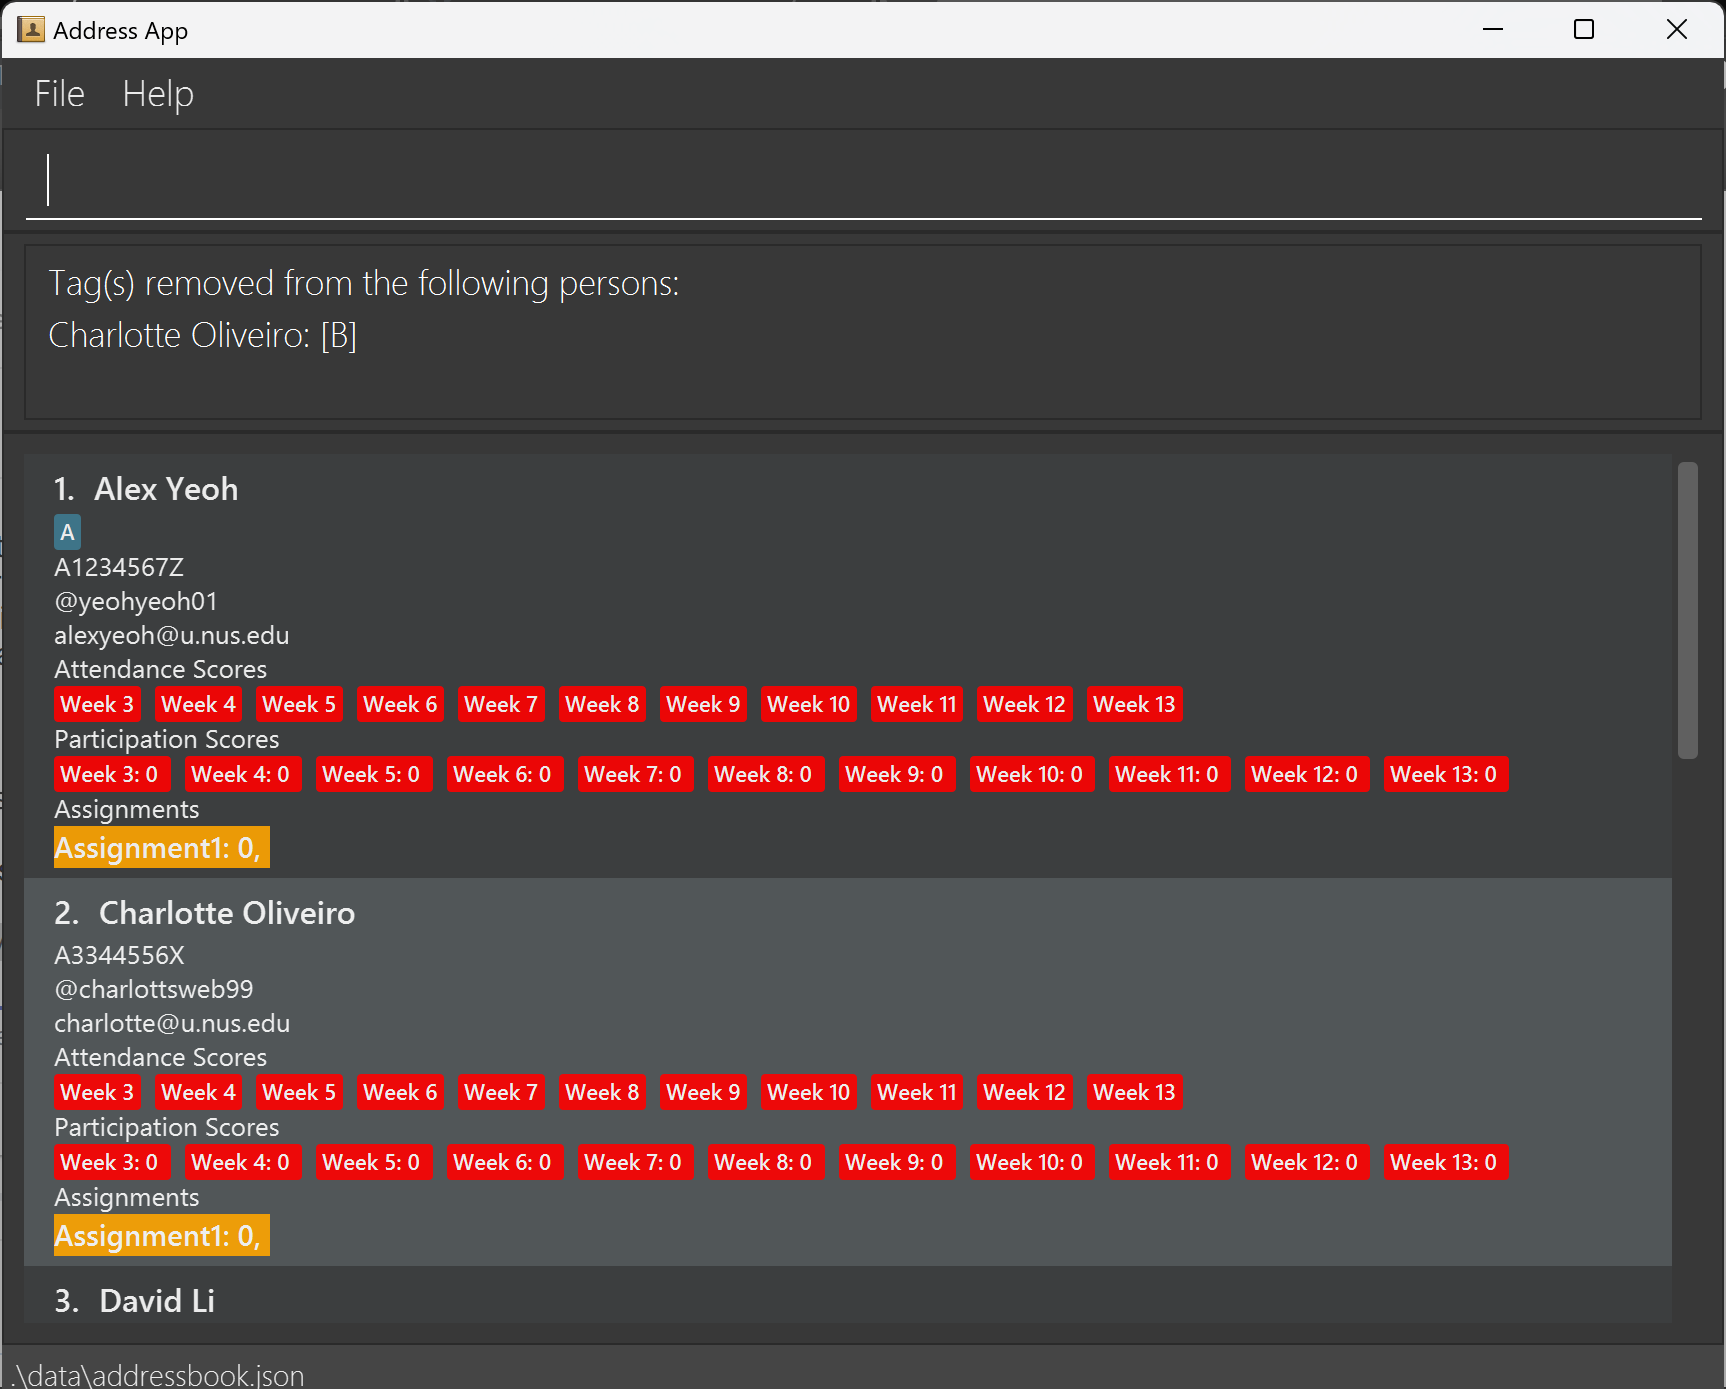 Address App
File Help
Tag(s) removed from the following persons:
Charlotte Oliveiro: [B]
1. Alex Yeoh
A
A1234567Z
@yeohyeoh01
alexyeoh@u.nus.edu
Attendance Scores
Week 3 Week 4 Week 5 Week 6 Week 7 Week 8 Week 9 Week 10 Week 11 Week 12 Week 13
Participation Scores
Week 3: 0 Week 4: 0 Week 5: 0 Week 6: 0 Week 7: 0 Week 8: 0 Week 9: 0 Week 10: 0 Week 11: 0 Week 12: 0 Week 13: 0
Assignments
Assignment1: 0,
2. Charlotte Oliveiro
A3344556X
@charlottsweb99
charlotte@u.nus.edu
Attendance Scores
Week 3 Week 4 Week 5 Week 6 Week 7 Week 8 Week 9 Week 10 Week 11 Week 12 Week 13
Participation Scores
Week 3: 0 Week 4: 0 Week 5: 0 Week 6: 0 Week 7: 0 Week 8: 0 Week 9: 0 Week 10: 0 Week 11: 0 Week 12: 0 Week 13: 0
Assignments
Assignment1: 0,
3. David Li
.\data\addressbook.json